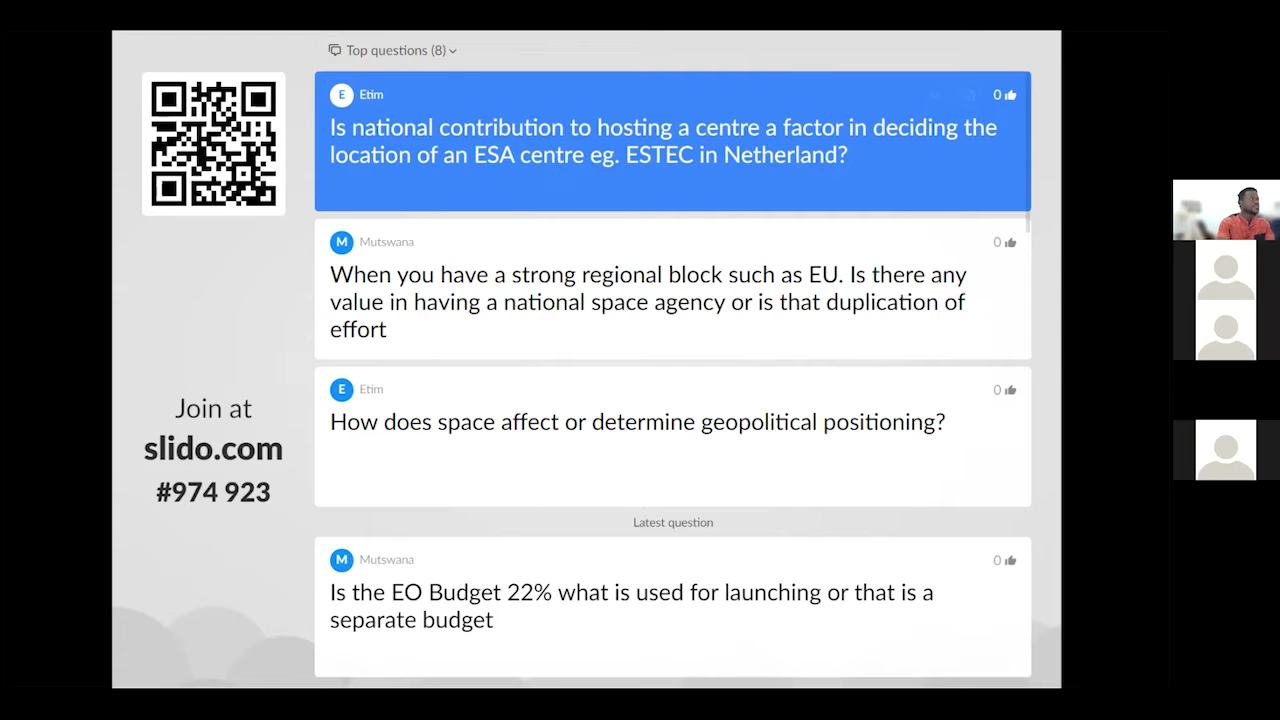 Top questions (8)
E Etim
0
Is national contribution to hosting a centre a factor in deciding the
location of an ESA centre eg. ESTEC in Netherland?
M Mutswana
0
When you have a strong regional block such as EU. Is there any
value in having a national space agency or is that duplication of
effort
E Etim
0
How does space affect or determine geopolitical positioning?
Latest question
M Mutswana
0
Is the EO Budget 22% what is used for launching or that is a
separate budget
Join at
slido.com
#974 923